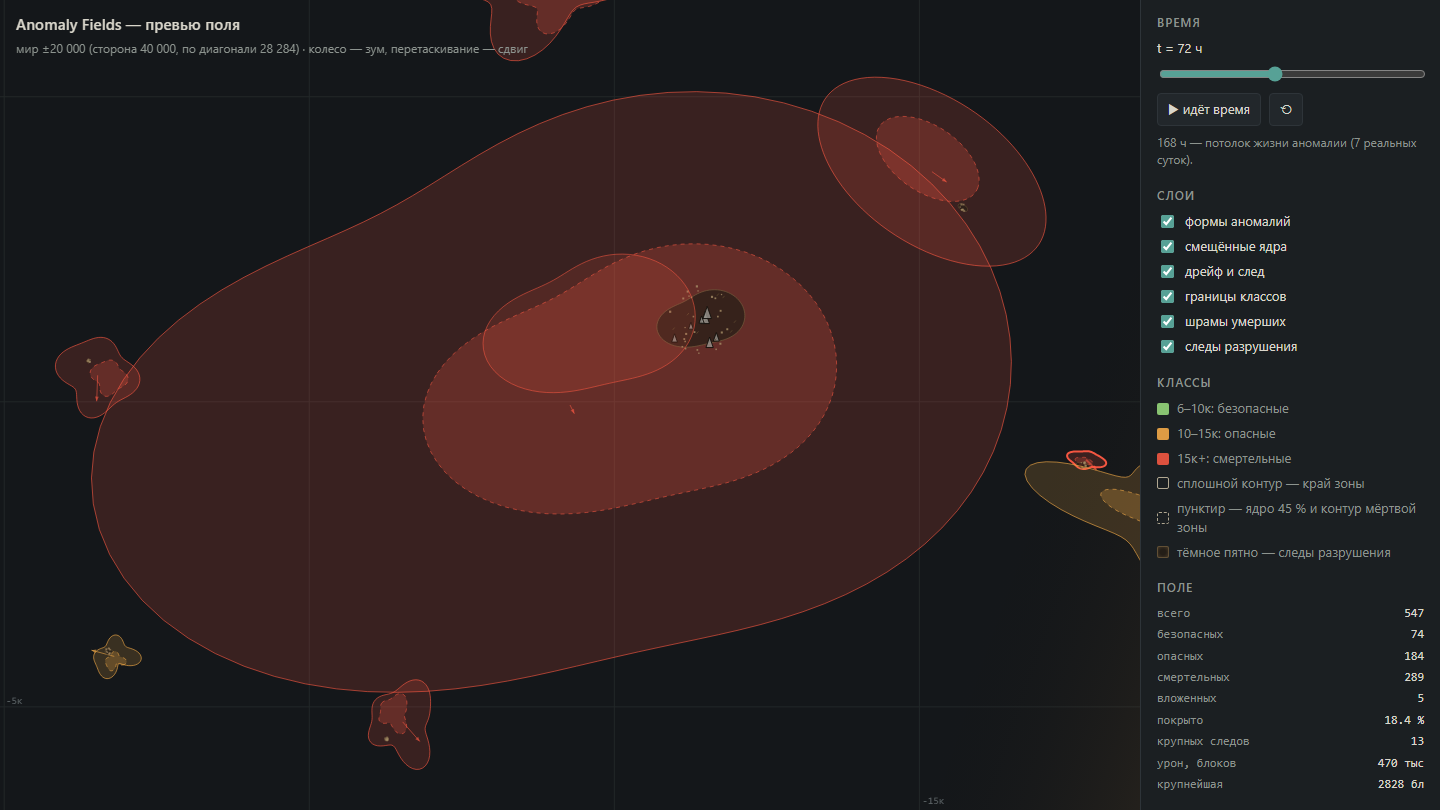 Anomaly Fields — превью поля
мир ±20 000 (сторона 40 000, по диагонали 28 284) · колесо — зум, перетаскивание — сдвиг
-5к
-15к
ВРЕМЯ
t = 72 ч
▶ идёт время
⟲
168 ч — потолок жизни аномалии (7 реальных
суток).
СЛОИ
формы аномалий
смещённые ядра
дрейф и след
границы классов
шрамы умерших
следы разрушения
КЛАССЫ
6–10к: безопасные
10–15к: опасные
15к+: смертельные
сплошной контур — край зоны
пунктир — ядро 45 % и контур мёртвой
зоны
тёмное пятно — следы разрушения
ПОЛЕ
всего 547
безопасных 74
опасных 184
смертельных 289
вложенных 5
покрыто 18.4 %
крупных следов 13
урон, блоков 470 тыс
крупнейшая 2828 бл